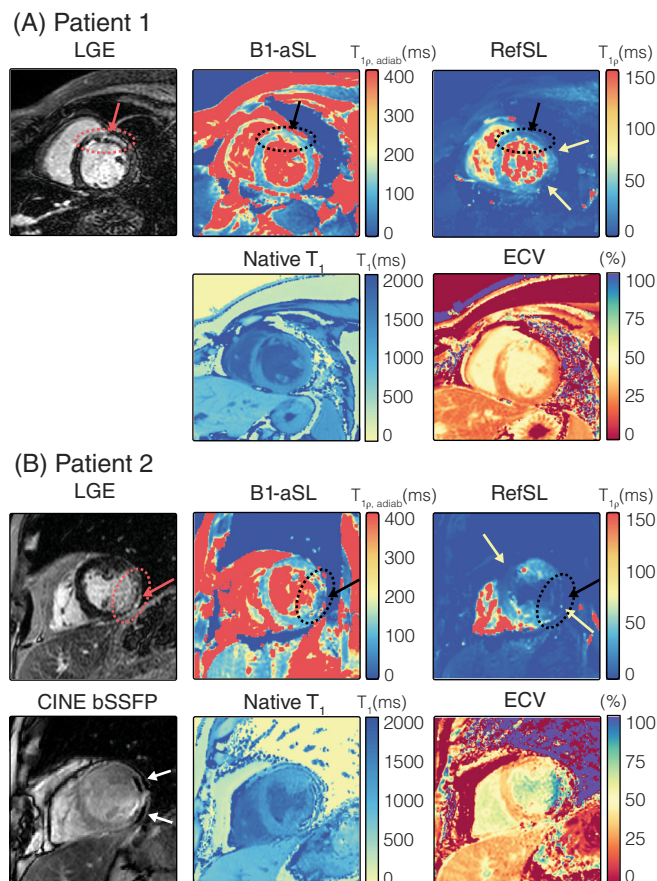 (A) Patient 1
LGE
B1-aSL
T1ρ, adiab (ms)
RefSL
T1ρ(ms)
400
300
200
100
0
150
100
50
0
Native T1
T1(ms)
ECV
(%)
2000
1500
1000
500
0
100
75
50
25
0
(B) Patient 2
LGE
B1-aSL
T1ρ, adiab(ms)
RefSL
T1ρ(ms)
400
300
200
100
0
150
100
50
0
CINE bSSFP
Native T1
T1(ms)
ECV
(%)
2000
1500
1000
500
0
100
75
50
25
0